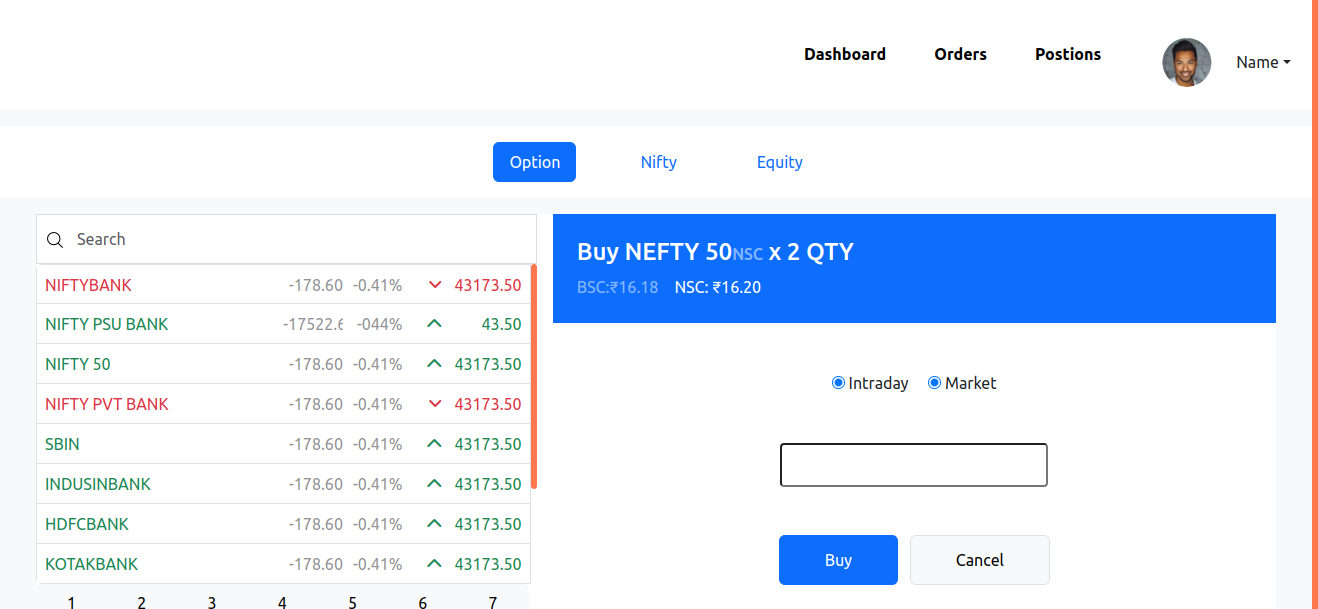 Dashboard Orders Postions Name
Option Nifty Equity
Search
NIFTYBANK -178.60 -0.41% 43173.50
NIFTY PSU BANK -17522.6 -044% 43.50
NIFTY 50 -178.60 -0.41% 43173.50
NIFTY PVT BANK -178.60 -0.41% 43173.50
SBIN -178.60 -0.41% 43173.50
INDUSINBANK -178.60 -0.41% 43173.50
HDFCBANK -178.60 -0.41% 43173.50
KOTAKBANK -178.60 -0.41% 43173.50
1 2 3 4 5 6 7
Buy NEFTY 50NSC x 2 QTY
BSC:₹16.18 NSC: ₹16.20
Intraday Market
Buy Cancel